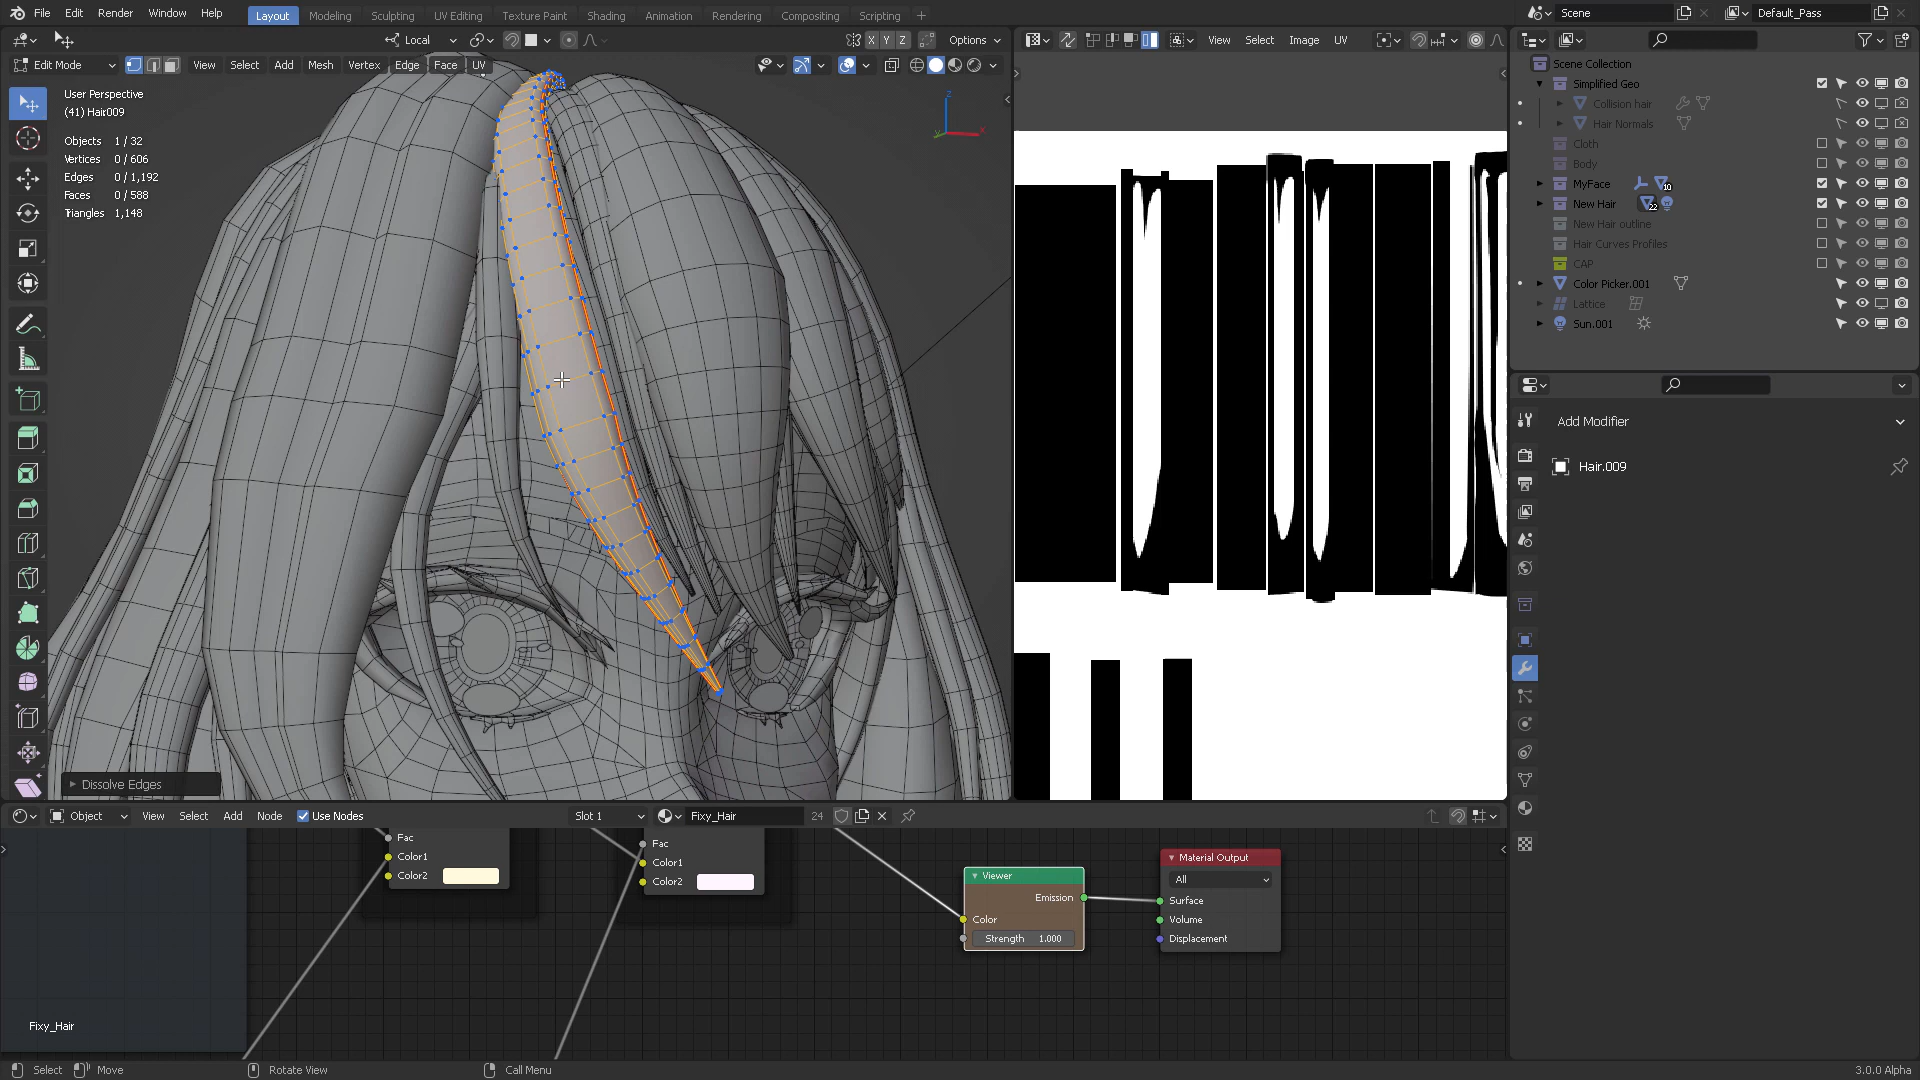 File Edit Render Window Help Layout Modeling Sculpting UV Editing Texture Paint Shading Animation Rendering Compositing Scripting + Scene Default_Pass
Local X Y Z Options View Select Image UV
Edit Mode View Select Add Mesh Vertex Edge Face UV
User Perspective
(41) Hair009
Objects 1 / 32
Vertices 0 / 606
Edges 0 / 1,192
Faces 0 / 588
Triangles 1,148
Z
X
Y
Dissolve Edges
Scene Collection
Simplified Geo
Collision hair
Hair Normals
Cloth
Body
MyFace 10
New Hair 22
New Hair outline
Hair Curves Profiles
CAP
Color Picker.001
Lattice
Sun.001
Add Modifier
Hair.009
Object View Select Add Node Use Nodes Slot 1 Fixy_Hair 24
Fac
Color1
Color2
Fac
Color1
Color2
Viewer
Emission
Color
Strength 1.000
Material Output
All
Surface
Volume
Displacement
Fixy_Hair
Select Move Rotate View Call Menu 3.0.0 Alpha